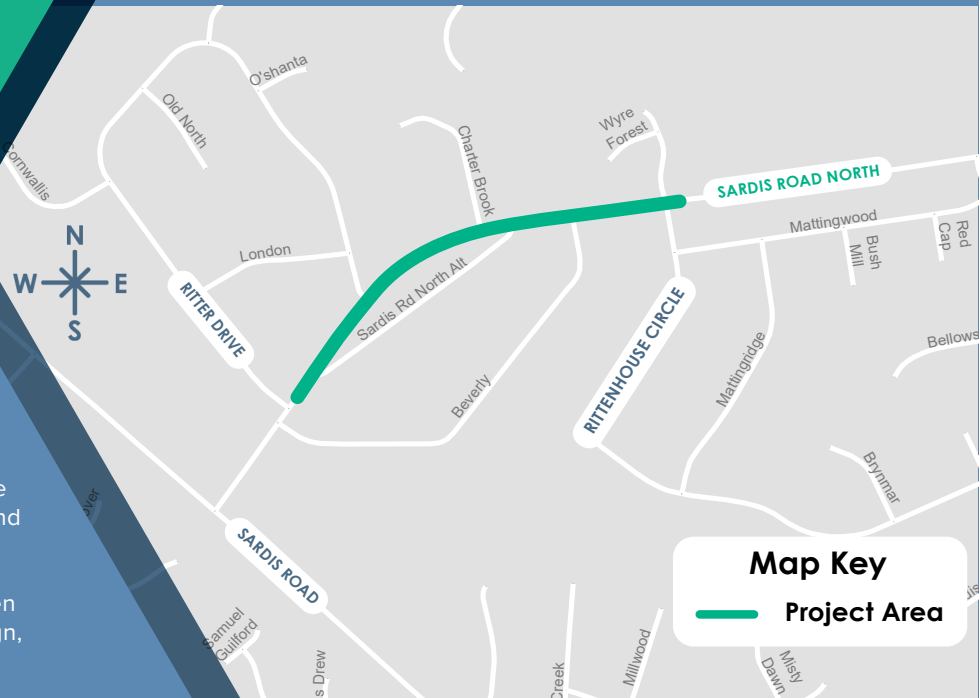 O'shanta
Old North
Cornwallis
Charter Brook
Wyre
Forest
SARDIS ROAD NORTH
Mattingwood
Red
Cap
Bush
Mill
N
W
E
S
London
RITTER DRIVE
Sardis Rd North Alt
Beverly
RITTENHOUSE CIRCLE
Mattingridge
Bellows
Brynmar
SARDIS ROAD
Samuel
Guilford
s Drew
Creek
Millwood
Misty
Dawn
Map Key
Project Area